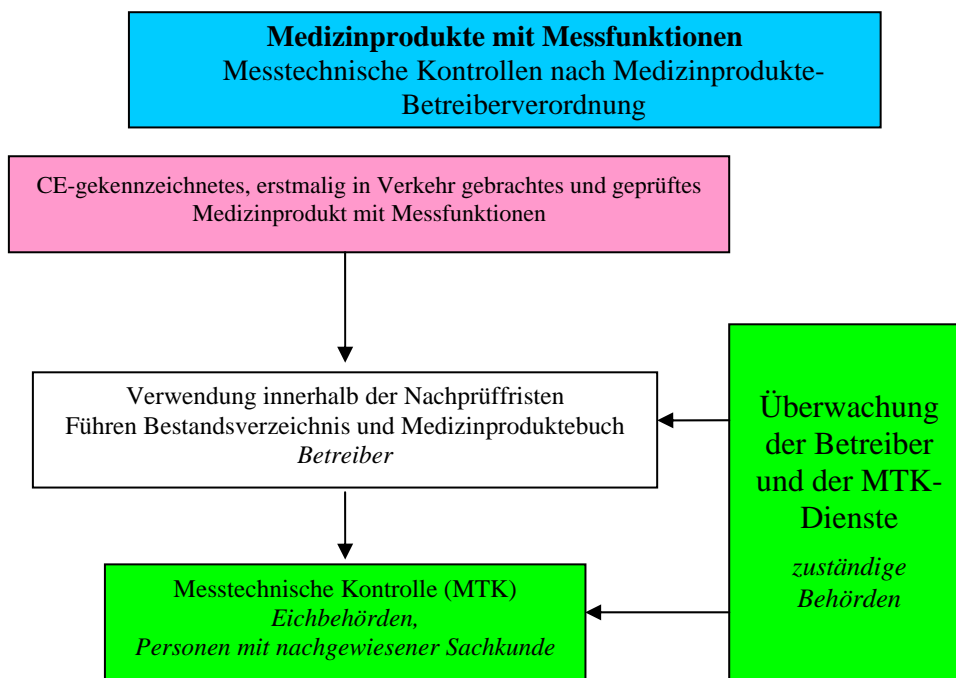 Medizinprodukte mit Messfunktionen
Messtechnische Kontrollen nach Medizinprodukte-
Betreiberverordnung
CE-gekennzeichnetes, erstmalig in Verkehr gebrachtes und geprüftes
Medizinprodukt mit Messfunktionen
Verwendung innerhalb der Nachprüffristen
Führen Bestandsverzeichnis und Medizinproduktebuch
Betreiber
Überwachung
der Betreiber
und der MTK-
Dienste
zuständige
Behörden
Messtechnische Kontrolle (MTK)
Eichbehörden,
Personen mit nachgewiesener Sachkunde